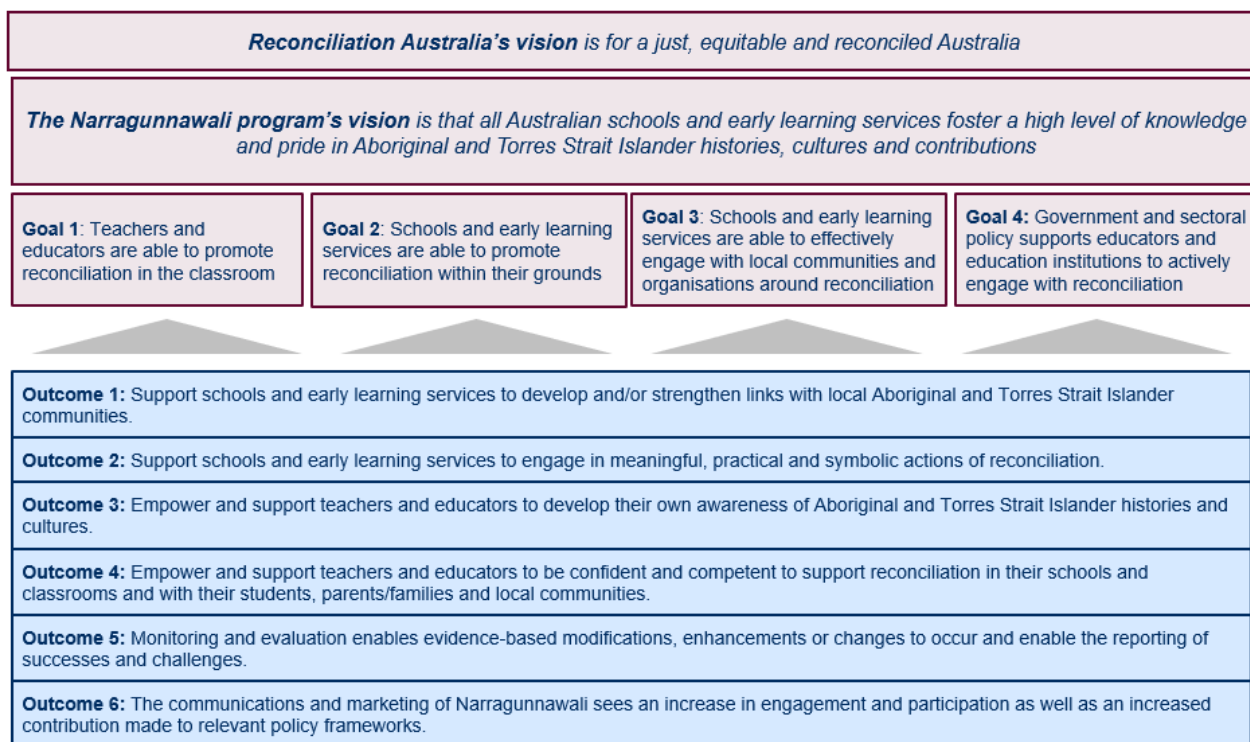 Reconciliation Australia's vision is for a just, equitable and reconciled Australia
The Narragunnawali program's vision is that all Australian schools and early learning services foster a high level of knowledge
and pride in Aboriginal and Torres Strait Islander histories, cultures and contributions
Goal 1: Teachers and
educators are able to promote
reconciliation in the classroom
Goal 2: Schools and early learning
services are able to promote
reconciliation within their grounds
Goal 3: Schools and early learning
services are able to effectively
engage with local communities and
organisations around reconciliation
Goal 4: Government and sectoral
policy supports educators and
education institutions to actively
engage with reconciliation
Outcome 1: Support schools and early learning services to develop and/or strengthen links with local Aboriginal and Torres Strait Islander
communities.
Outcome 2: Support schools and early learning services to engage in meaningful, practical and symbolic actions of reconciliation.
Outcome 3: Empower and support teachers and educators to develop their own awareness of Aboriginal and Torres Strait Islander histories and
cultures.
Outcome 4: Empower and support teachers and educators to be confident and competent to support reconciliation in their schools and
classrooms and with their students, parents/families and local communities.
Outcome 5: Monitoring and evaluation enables evidence-based modifications, enhancements or changes to occur and enable the reporting of
successes and challenges.
Outcome 6: The communications and marketing of Narragunnawali sees an increase in engagement and participation as well as an increased
contribution made to relevant policy frameworks.